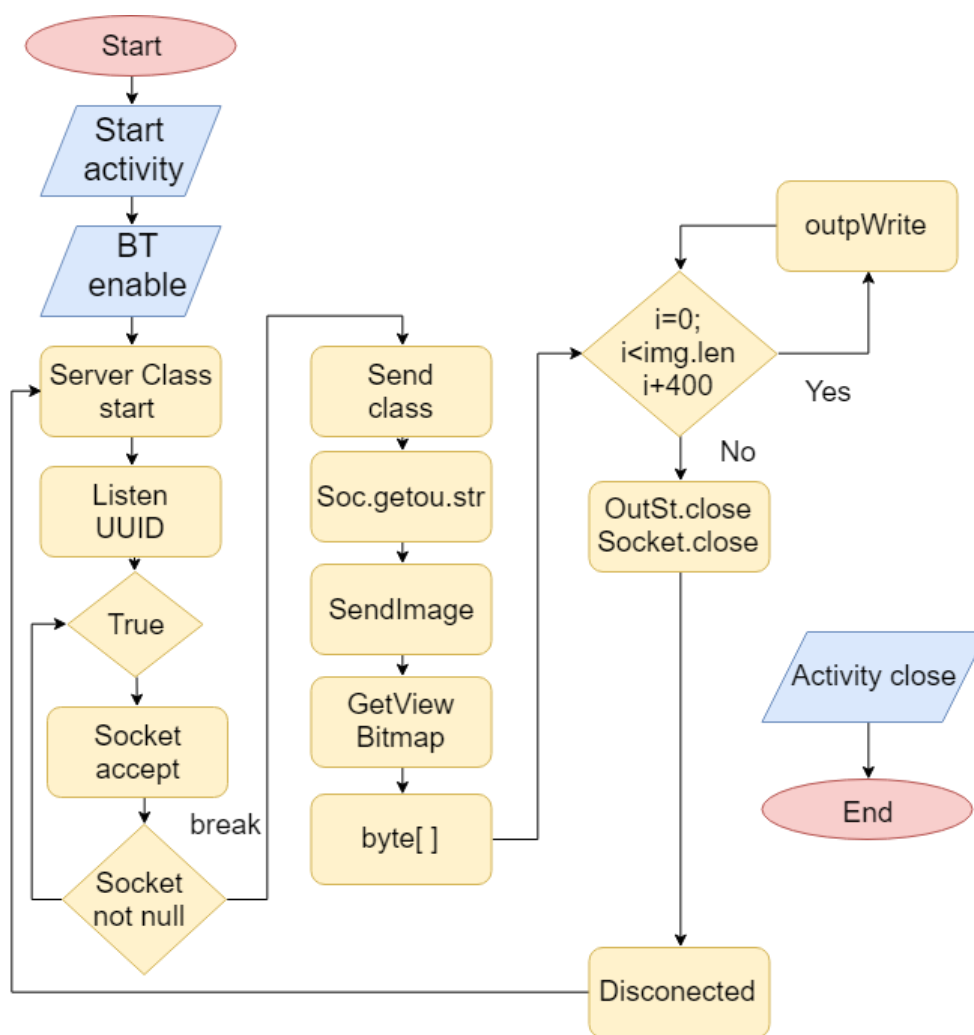 Start
Start
activity
BT
enable
Server Class
start
Listen
UUID
True
Socket
accept
break
Socket
not null
Send
class
Soc.getou.str
SendImage
GetView
Bitmap
byte[ ]
outpWrite
i=0;
i<img.len
i+400
Yes
No
OutSt.close
Socket.close
Disconected
Activity close
End